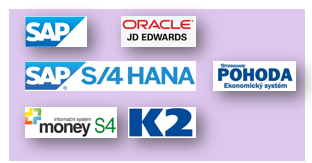 SAP
ORACLE
JD EDWARDS
SAP S/4 HANA
STORMWARE
POHODA
Ekonomický systém
informační systém
money S4
K2